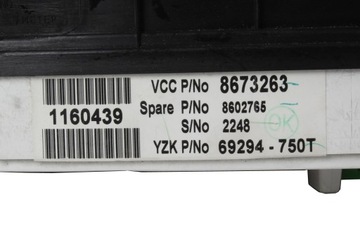 VCC P/No 8673263
1160439
Spare P/No 8602765
S/No 2248
OK
YZK P/No 69294-750T